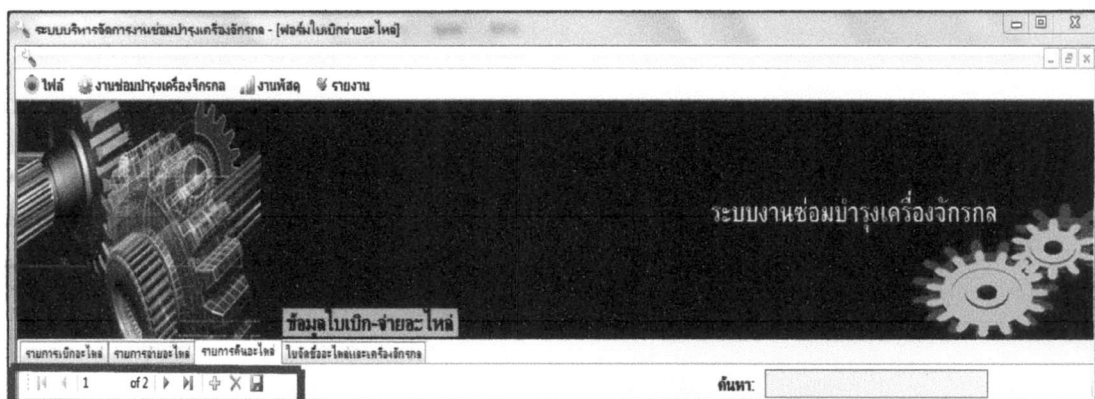 ระบบบริหารจัดการงานซ่อมบำรุงเครื่องจักรกล - [ฟอร์มใบเบิกจ่ายอะไหล่]
ไฟล์ งานซ่อมบำรุงเครื่องจักรกล งานพัสดุ รายงาน
ระบบงานซ่อมบำรุงเครื่องจักรกล
ข้อมูลใบเบิก-จ่ายอะไหล่
รายการเบิกอะไหล่ รายการจ่ายอะไหล่ รายการคืนอะไหล่ ใบจัดซื้ออะไหล่และเครื่องจักรกล
1 of 2 ค้นหา: